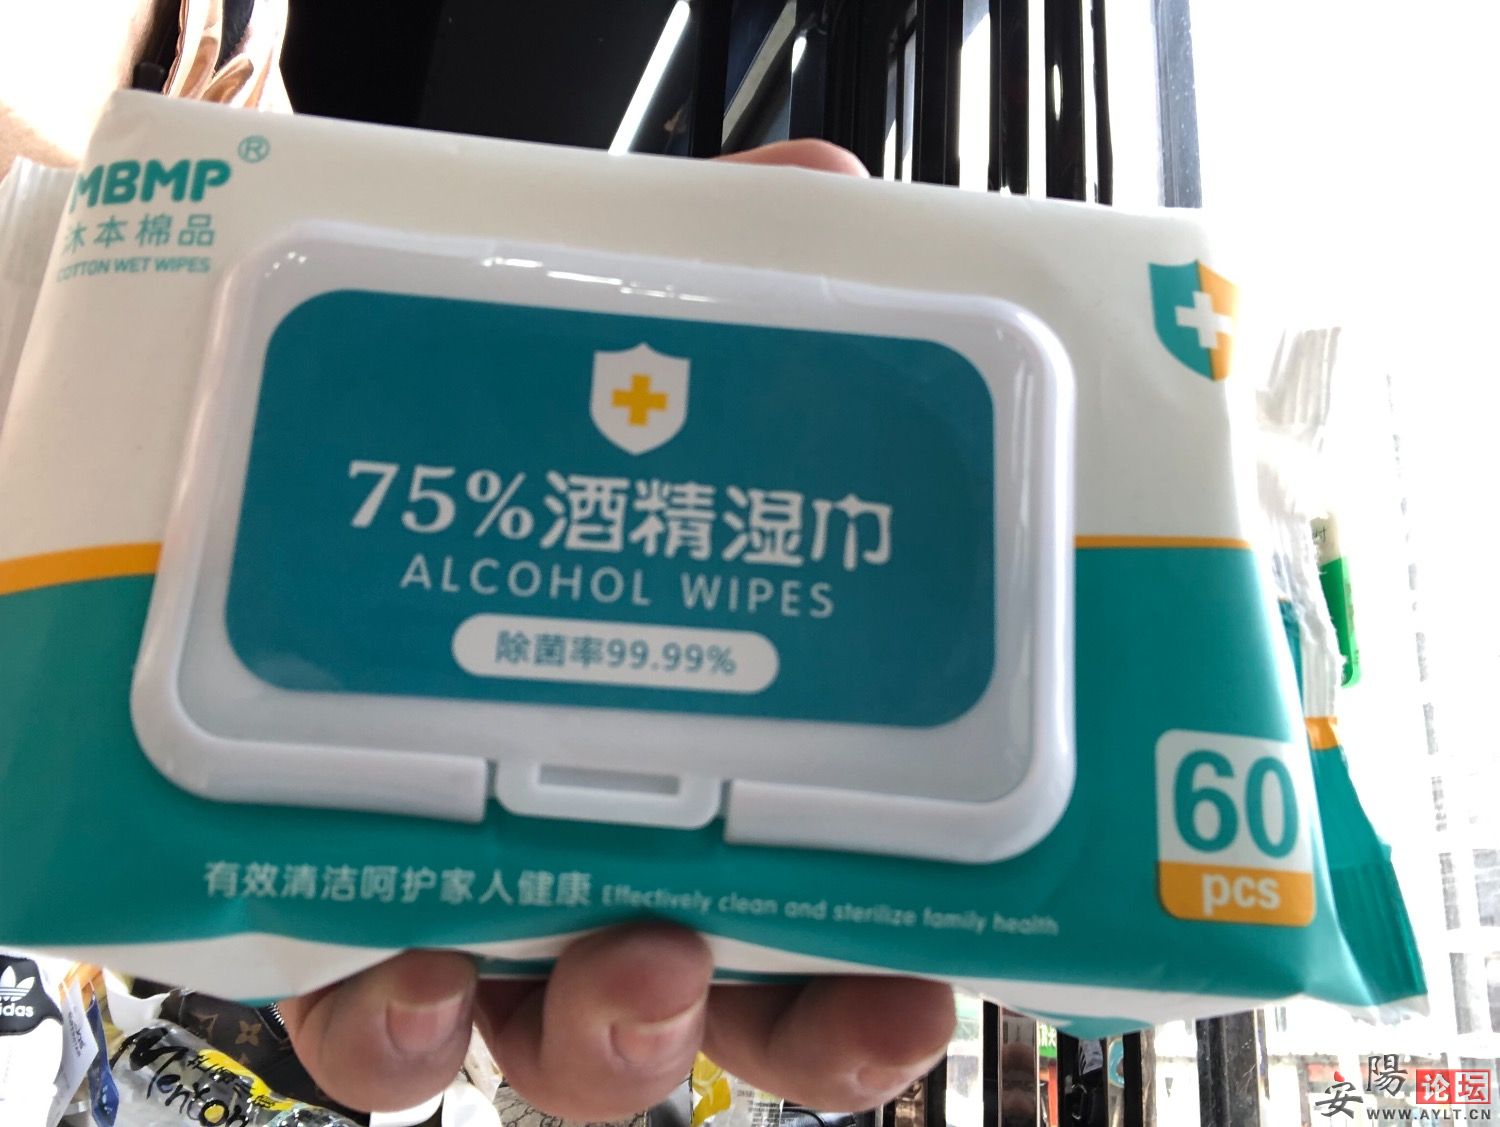 MBMP®
沐本棉品
COTTON WET WIPES
75%酒精湿巾
ALCOHOL WIPES
除菌率99.99%
60
pcs
有效清洁呵护家人健康 Effectively clean and sterilize family health
adidas
Mentor
安陽论坛
WWW.AYLT.CN